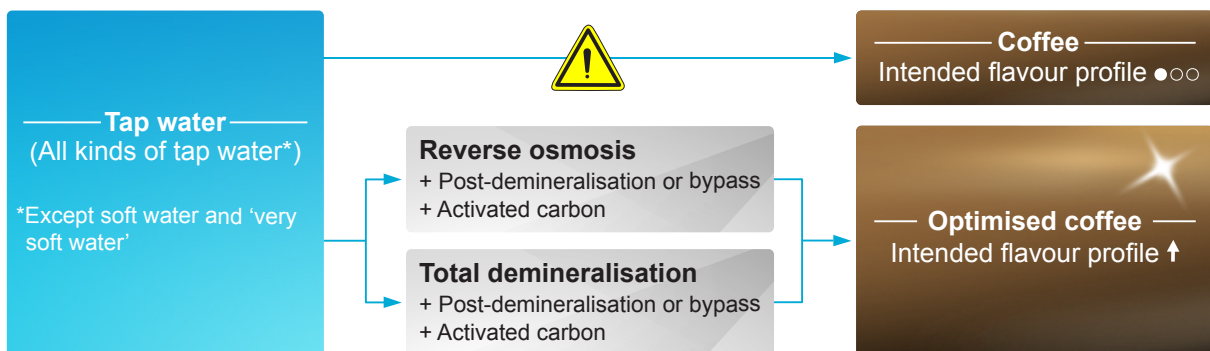 Tap water
(All kinds of tap water*)
*Except soft water and ‘very
soft water’
Coffee
Intended flavour profile ●○○
Reverse osmosis
+ Post-demineralisation or bypass
+ Activated carbon
Total demineralisation
+ Post-demineralisation or bypass
+ Activated carbon
Optimised coffee
Intended flavour profile ⬆